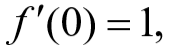 f′(0) = 1,